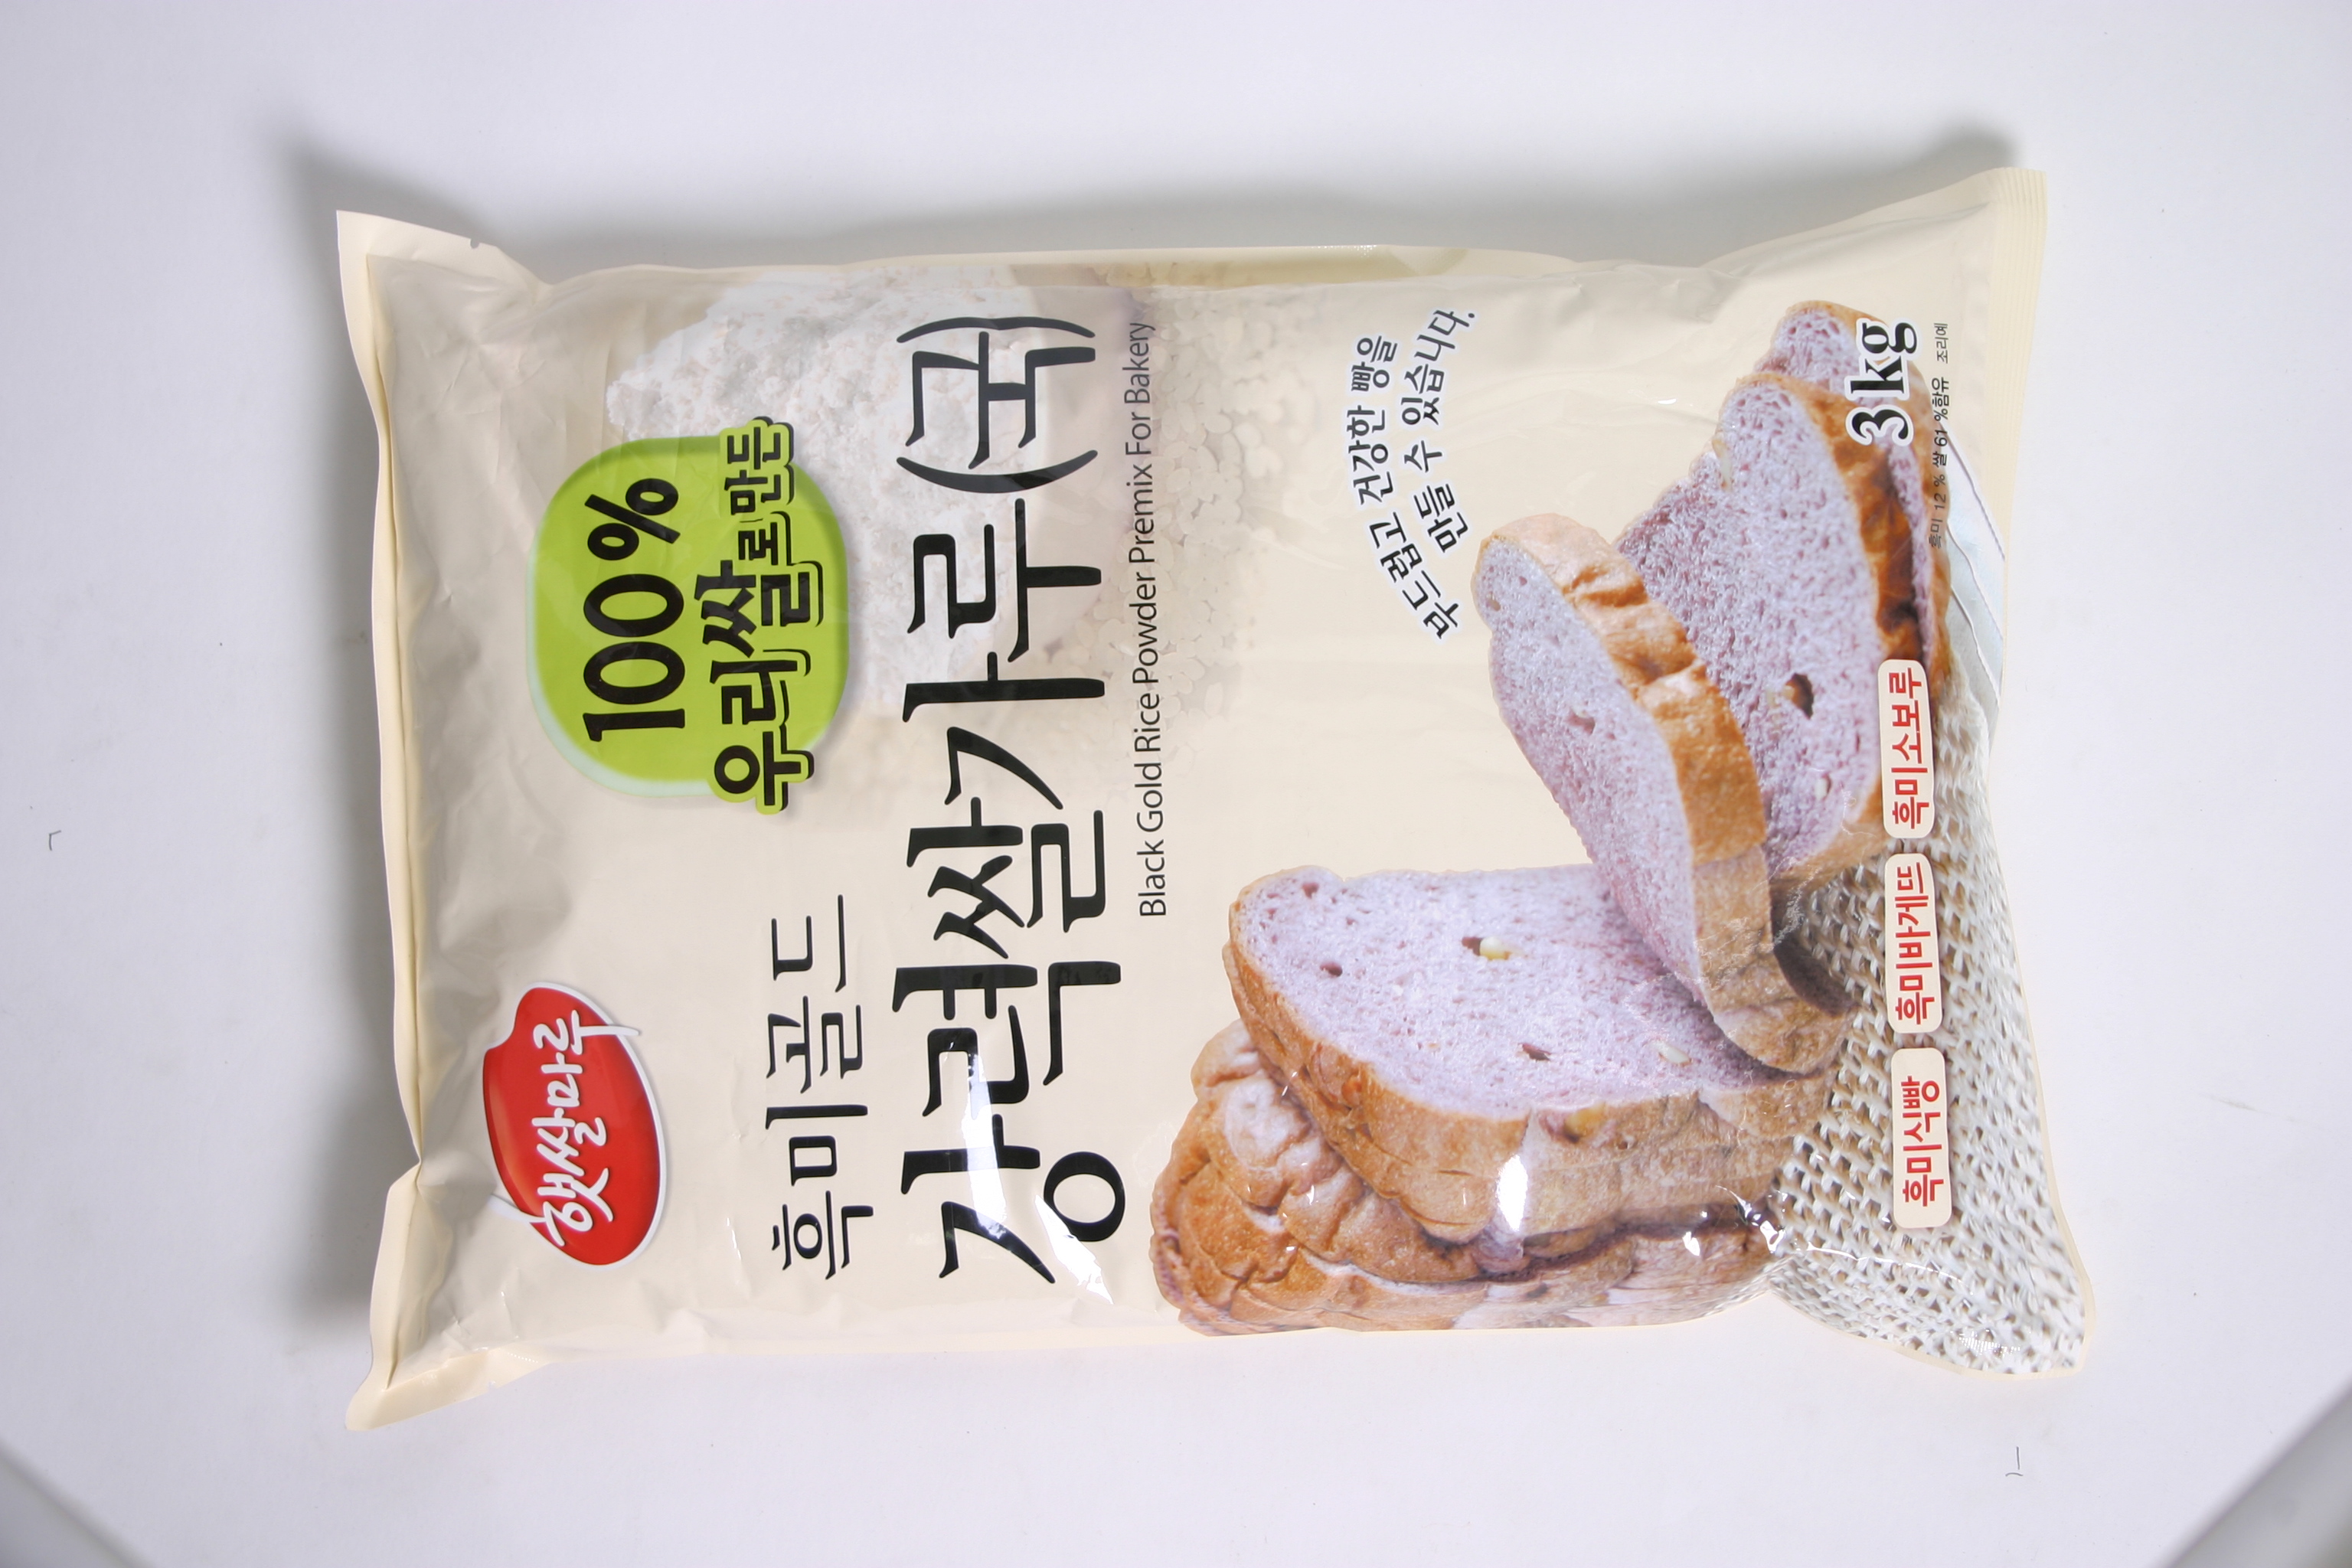 햇쌀마루
100%
우리쌀로 만든
흑미골드
강력쌀가루(국)
Black Gold Rice Powder Premix For Bakery
부드럽고 건강한 빵을
만들 수 있습니다.
3kg
흑미식빵 흑미바게뜨 흑미소보루
흑미 12 % 쌀 61 %함유 조리예